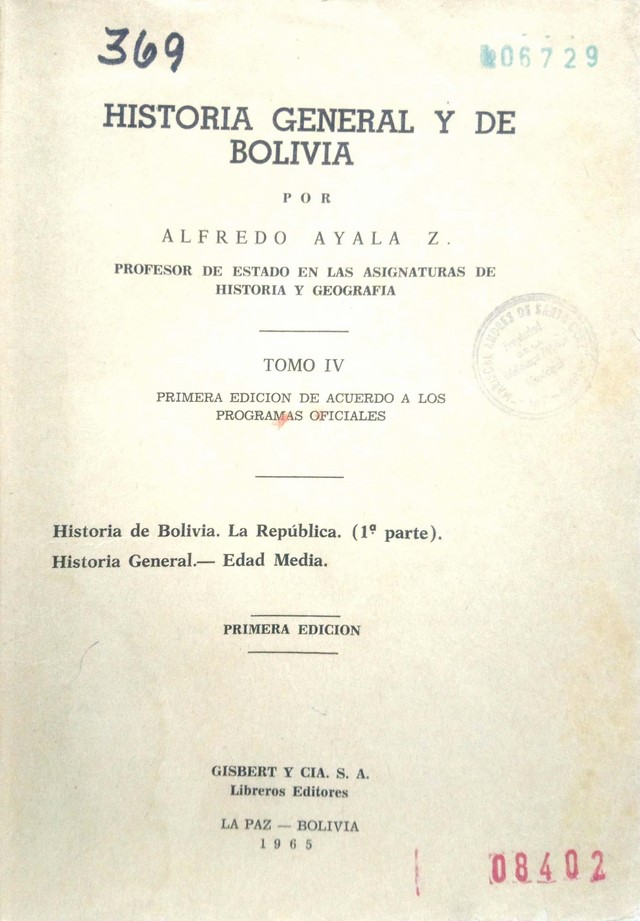 369
06729
HISTORIA GENERAL Y DE
BOLIVIA
POR
ALFREDO AYALA Z.
PROFESOR DE ESTADO EN LAS ASIGNATURAS DE
HISTORIA Y GEOGRAFIA
TOMO IV
PRIMERA EDICION DE ACUERDO A LOS
PROGRAMAS OFICIALES
Historia de Bolivia. La República. (1ª parte).
Historia General.— Edad Media.
PRIMERA EDICION
GISBERT Y CIA. S. A.
Libreros Editores
LA PAZ — BOLIVIA
1965
08402